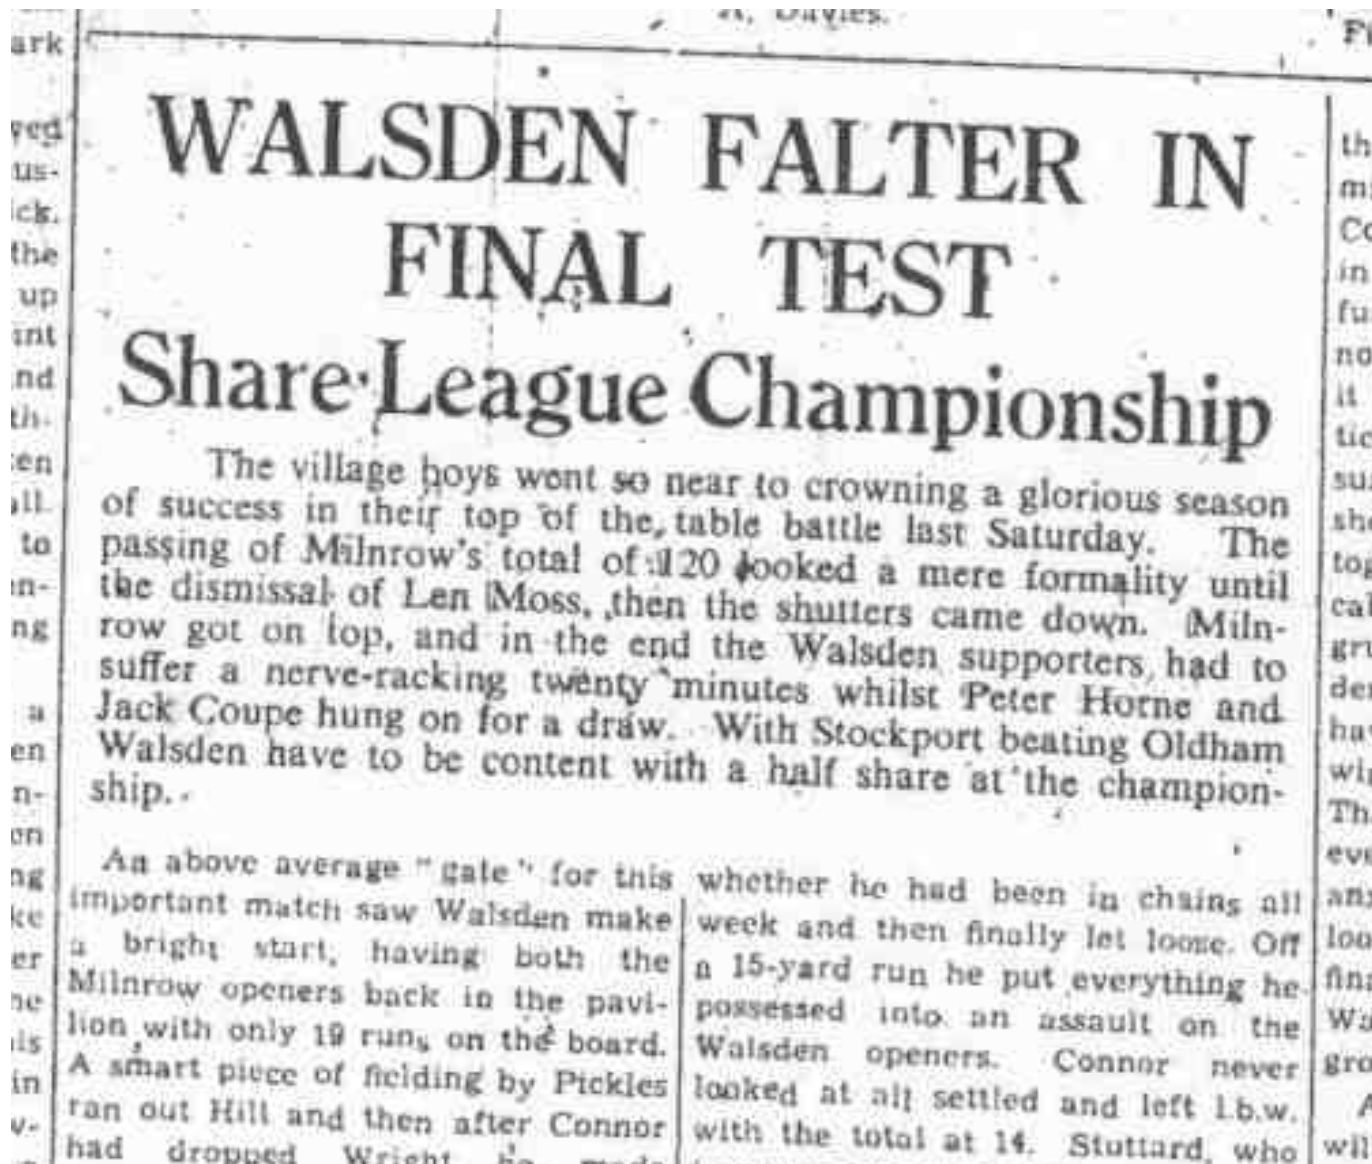 A. Davies.
WALSDEN FALTER IN
FINAL TEST
Share League Championship
The village boys went so near to crowning a glorious season
of success in their top of the table battle last Saturday. The
passing of Milnrow's total of 120 looked a mere formality until
the dismissal of Len Moss, then the shutters came down. Miln-
row got on top, and in the end the Walsden supporters had to
suffer a nerve-racking twenty minutes whilst Peter Horne and
Jack Coupe hung on for a draw. With Stockport beating Oldham
Walsden have to be content with a half share at the champion-
ship.
An above average "gate" for this
important match saw Walsden make
a bright start, having both the
Milnrow openers back in the pavi-
lion with only 19 runs on the board.
A smart piece of fielding by Pickles
ran out Hill and then after Connor
had dropped Wright he made
whether he had been in chains all
week and then finally let loose. Off
a 15-yard run he put everything he
possessed into an assault on the
Walsden openers. Connor never
looked at all settled and left l.b.w.
with the total at 14. Stuttard, who